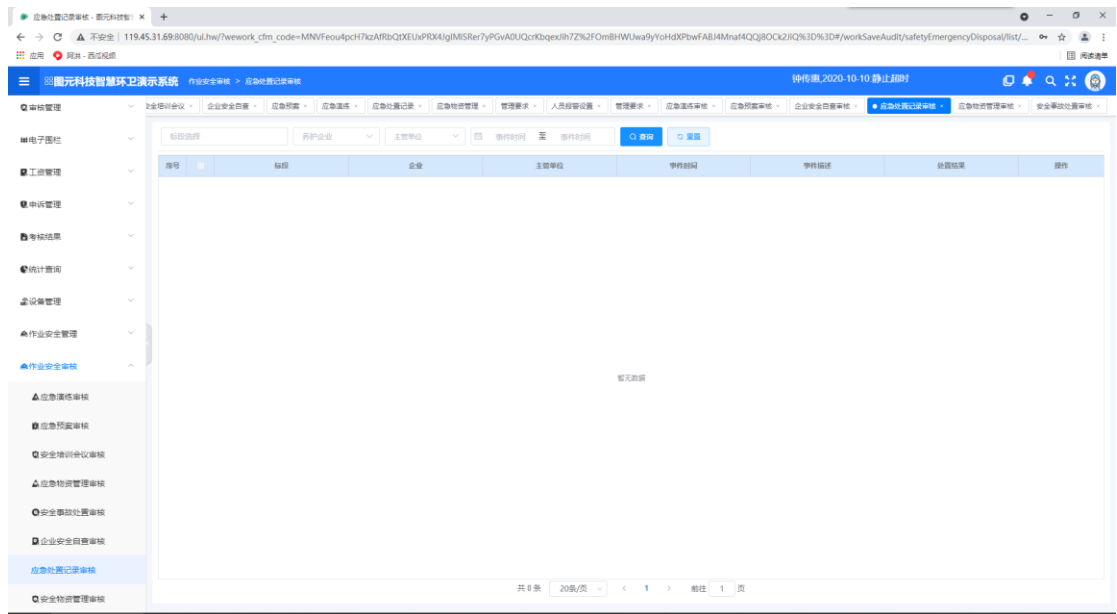 应急处置记录审核 - 图元科技智
不安全 119.45.31.69:8080/ul.hw/?wework_cfm_code=MNVFeou4pcH7kzAfRbQtXEUxPRX4JglMISRer7yPGvA0UQcrKbqexJih7Z%2FOmBHWUwa9yYoHdXPbwFABJ4Mnaf4QQJ8OCk2JIQ%3D%3D#/workSaveAudit/safetyEmergencyDisposal/list/...
应用 阿洪 - 西瓜视频 阅读清单
图元科技智慧环卫演示系统 作业安全审核 > 应急处置记录审核 钟传惠,2020-10-10 静止超时
安全培训会议 × 企业安全自查 × 应急预案 × 应急演练 × 应急处置记录 × 应急物资管理 × 管理要求 × 人员报警设置 × 管理要求 × 应急演练审核 × 应急预案审核 × 企业安全自查审核 × 应急处置记录审核 × 应急物资管理审核 × 安全事故处置审核 ×
标段选择 养护企业 主管单位 事件时间 至 事件时间 查询 重置
序号 标段 企业 主管单位 事件时间 事件描述 处置结果 操作
审核管理
电子围栏
工资管理
申诉管理
考核结果
统计查询
设备管理
作业安全管理
作业安全审核
应急演练审核
应急预案审核
安全培训会议审核
应急物资管理审核
安全事故处置审核
企业安全自查审核
应急处置记录审核
安全物资管理审核
暂无数据
共 0 条 20条/页 < 1 > 前往 1 页